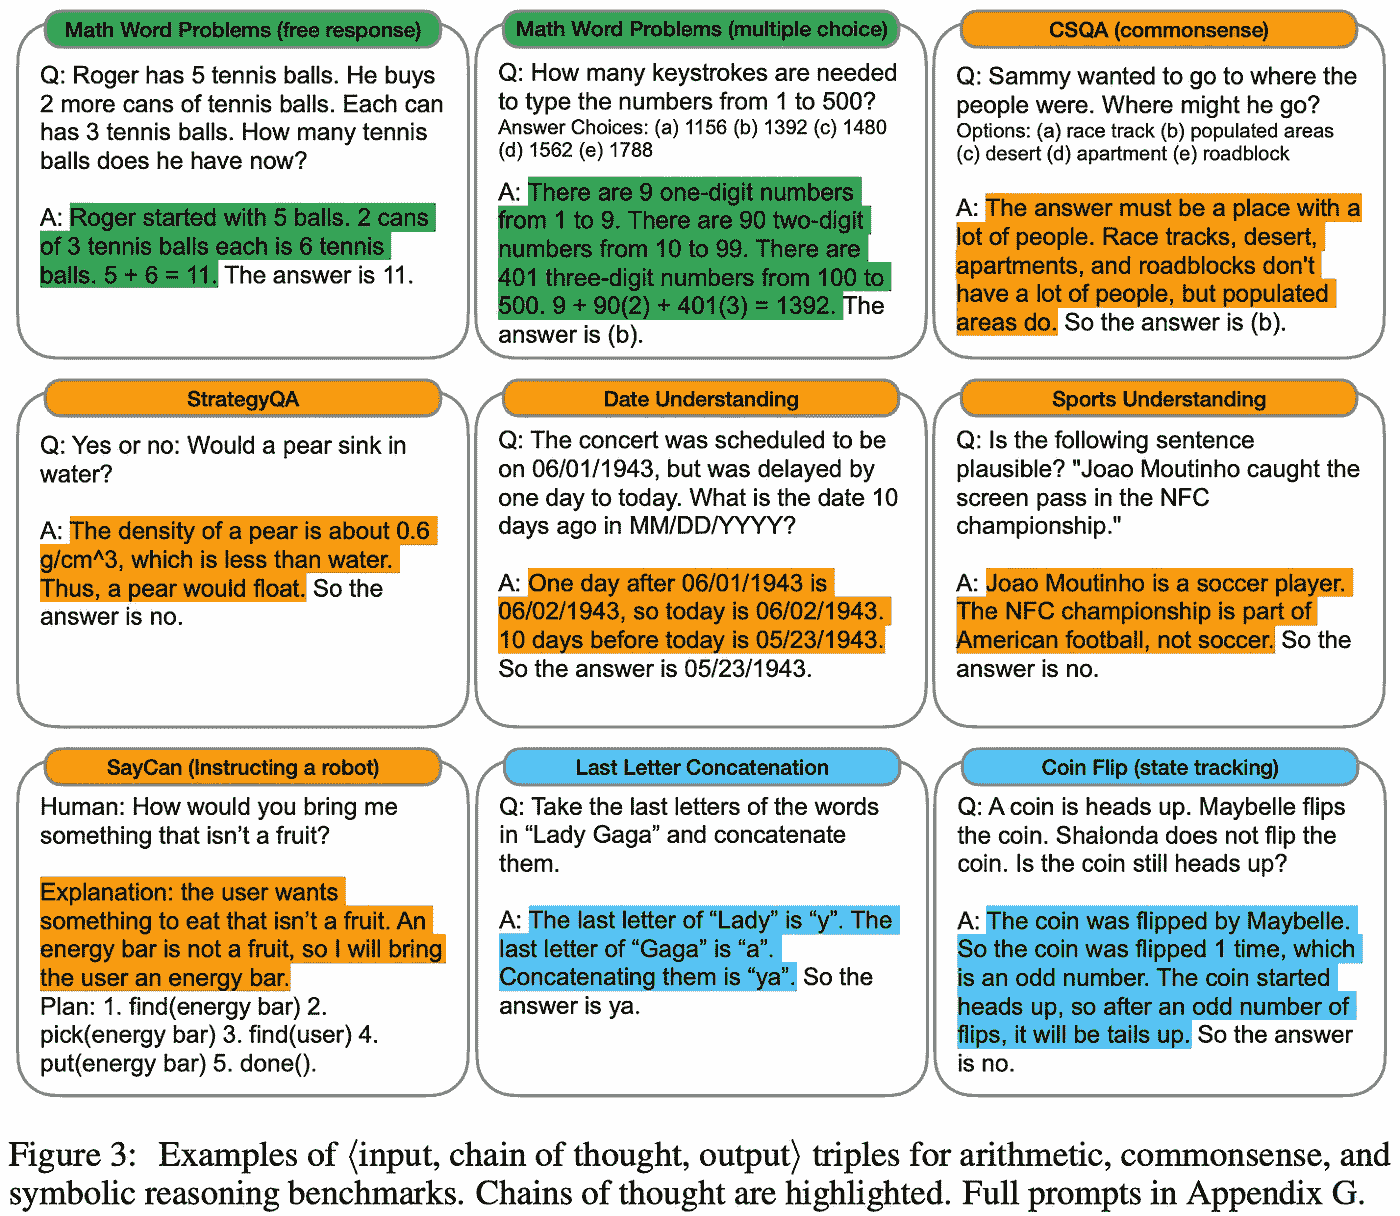 Math Word Problems (free response)
Q: Roger has 5 tennis balls. He buys
2 more cans of tennis balls. Each can
has 3 tennis balls. How many tennis
balls does he have now?
A: Roger started with 5 balls. 2 cans
of 3 tennis balls each is 6 tennis
balls. 5 + 6 = 11. The answer is 11.
Math Word Problems (multiple choice)
Q: How many keystrokes are needed
to type the numbers from 1 to 500?
Answer Choices: (a) 1156 (b) 1392 (c) 1480
(d) 1562 (e) 1788
A: There are 9 one-digit numbers
from 1 to 9. There are 90 two-digit
numbers from 10 to 99. There are
401 three-digit numbers from 100 to
500. 9 + 90(2) + 401(3) = 1392. The
answer is (b).
CSQA (commonsense)
Q: Sammy wanted to go to where the
people were. Where might he go?
Options: (a) race track (b) populated areas
(c) desert (d) apartment (e) roadblock
A: The answer must be a place with a
lot of people. Race tracks, desert,
apartments, and roadblocks don't
have a lot of people, but populated
areas do. So the answer is (b).
StrategyQA
Q: Yes or no: Would a pear sink in
water?
A: The density of a pear is about 0.6
g/cm^3, which is less than water.
Thus, a pear would float. So the
answer is no.
Date Understanding
Q: The concert was scheduled to be
on 06/01/1943, but was delayed by
one day to today. What is the date 10
days ago in MM/DD/YYYY?
A: One day after 06/01/1943 is
06/02/1943, so today is 06/02/1943.
10 days before today is 05/23/1943.
So the answer is 05/23/1943.
Sports Understanding
Q: Is the following sentence
plausible? "Joao Moutinho caught the
screen pass in the NFC
championship."
A: Joao Moutinho is a soccer player.
The NFC championship is part of
American football, not soccer. So the
answer is no.
SayCan (Instructing a robot)
Human: How would you bring me
something that isn’t a fruit?
Explanation: the user wants
something to eat that isn’t a fruit. An
energy bar is not a fruit, so I will bring
the user an energy bar.
Plan: 1. find(energy bar) 2.
pick(energy bar) 3. find(user) 4.
put(energy bar) 5. done().
Last Letter Concatenation
Q: Take the last letters of the words
in “Lady Gaga” and concatenate
them.
A: The last letter of “Lady” is “y”. The
last letter of “Gaga” is “a”.
Concatenating them is “ya”. So the
answer is ya.
Coin Flip (state tracking)
Q: A coin is heads up. Maybelle flips
the coin. Shalonda does not flip the
coin. Is the coin still heads up?
A: The coin was flipped by Maybelle.
So the coin was flipped 1 time, which
is an odd number. The coin started
heads up, so after an odd number of
flips, it will be tails up. So the answer
is no.
Figure 3: Examples of ⟨input, chain of thought, output⟩ triples for arithmetic, commonsense, and
symbolic reasoning benchmarks. Chains of thought are highlighted. Full prompts in Appendix G.